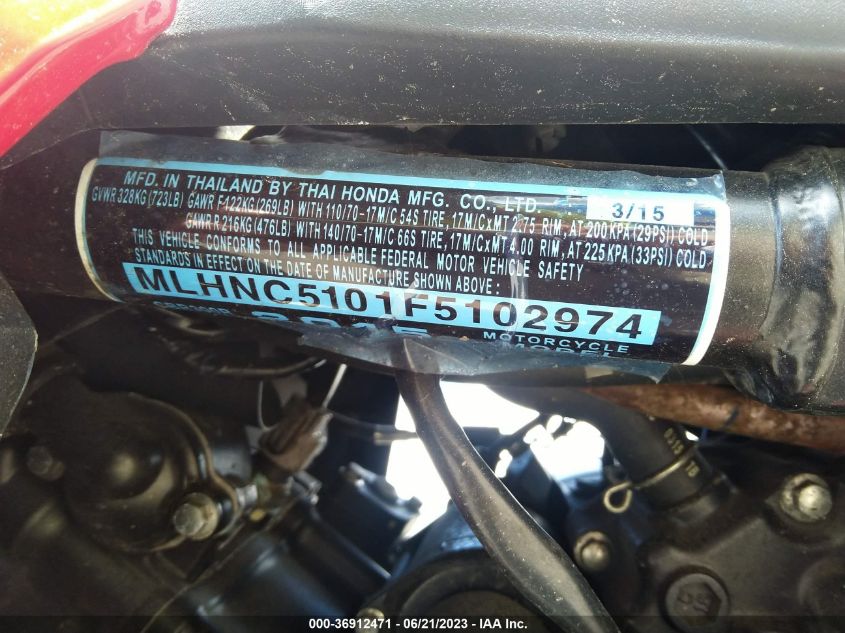 MFD. IN THAILAND BY THAI HONDA MFG. CO., LTD. 3/15
GVWR 328KG (723LB) GAWR F122KG (269LB) WITH 110/70-17M/C 54S TIRE, 17M/CxMT 2.75 RIM, AT 200 KPA (29PSI) COLD
GAWR R 216KG (476LB) WITH 140/70-17M/C 66S TIRE, 17M/CxMT 4.00 RIM, AT 225 KPA (33PSI) COLD
THIS VEHICLE CONFORMS TO ALL APPLICABLE FEDERAL MOTOR VEHICLE SAFETY
STANDARDS IN EFFECT ON THE DATE OF MANUFACTURE SHOWN ABOVE :
MLHNC5101F5102974
2015 MOTORCYCLE
MODEL
000-36912471 - 06/21/2023 - IAA Inc.